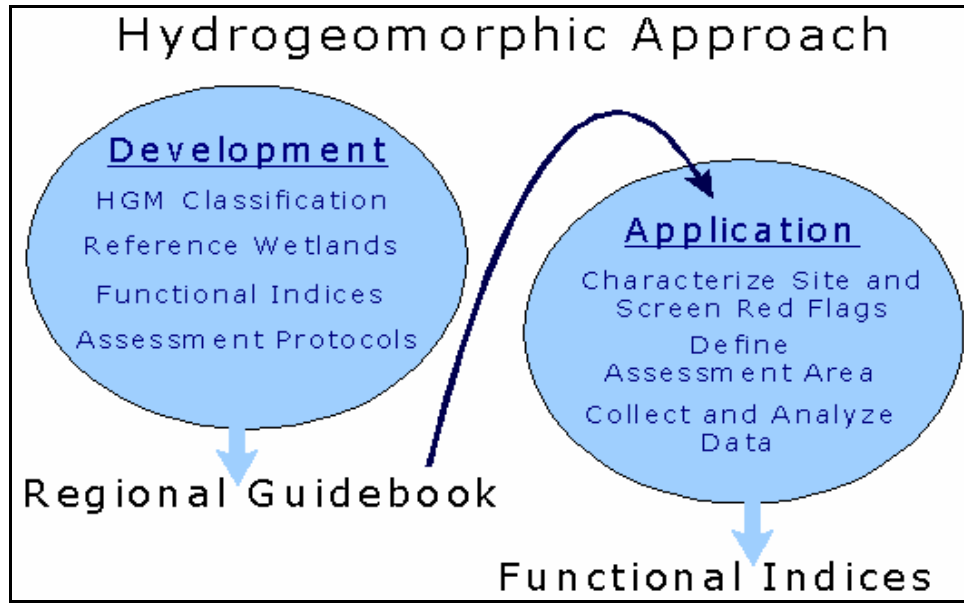 Hydrogeomorphic Approach
Development
HGM Classification
Reference Wetlands
Functional Indices
Assessment Protocols
Regional Guidebook
Application
Characterize Site and
Screen Red Flags
Define
Assessment Area
Collect and Analyze
Data
Functional Indices